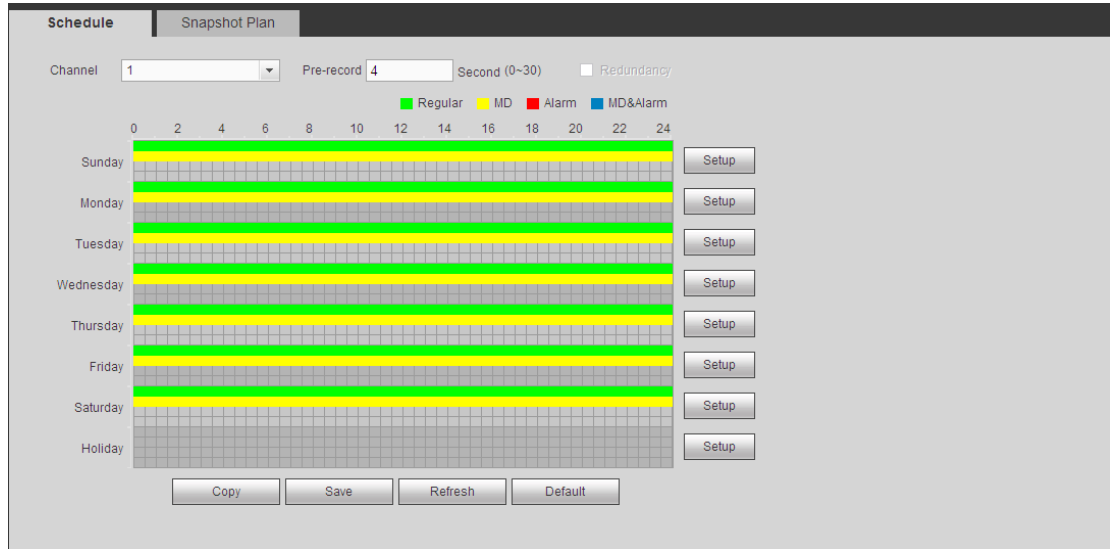 Schedule Snapshot Plan
Channel 1 Pre-record 4 Second (0~30) Redundancy
Regular MD Alarm MD&Alarm
0 2 4 6 8 10 12 14 16 18 20 22 24
Sunday Setup
Monday Setup
Tuesday Setup
Wednesday Setup
Thursday Setup
Friday Setup
Saturday Setup
Holiday Setup
Copy Save Refresh Default